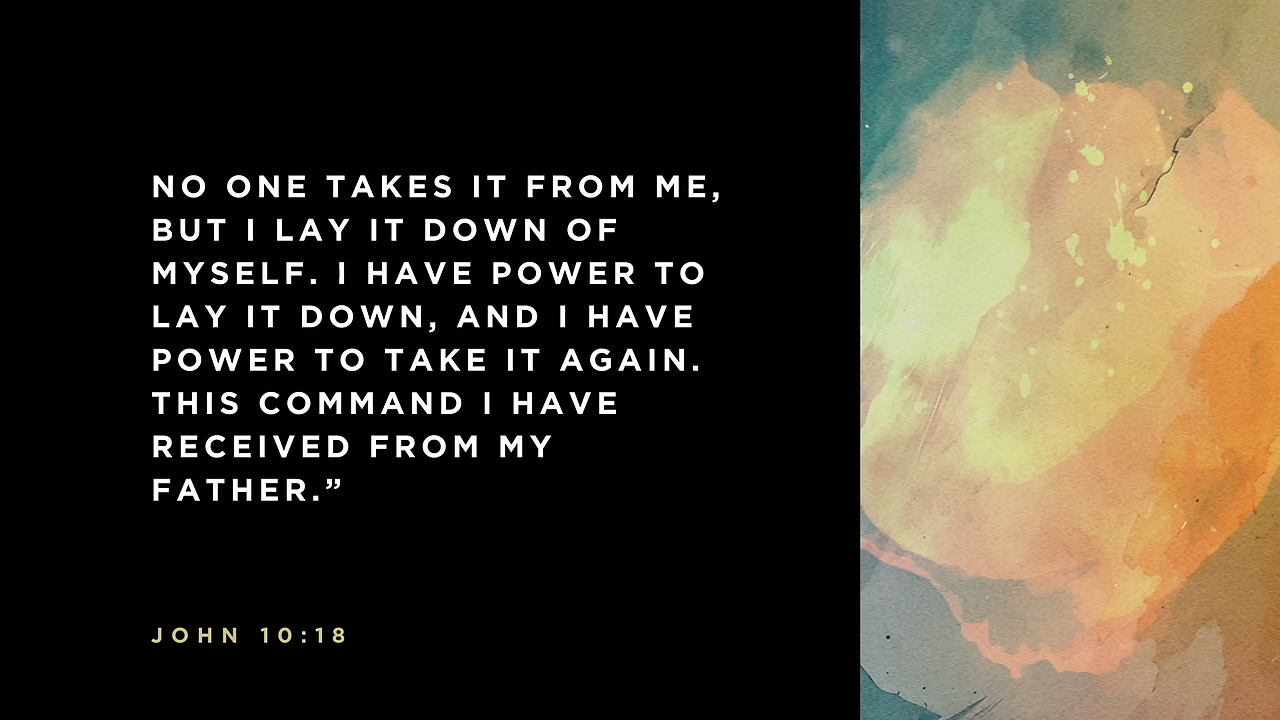 NO ONE TAKES IT FROM ME,
BUT I LAY IT DOWN OF
MYSELF. I HAVE POWER TO
LAY IT DOWN, AND I HAVE
POWER TO TAKE IT AGAIN.
THIS COMMAND I HAVE
RECEIVED FROM MY
FATHER.”
JOHN 10:18